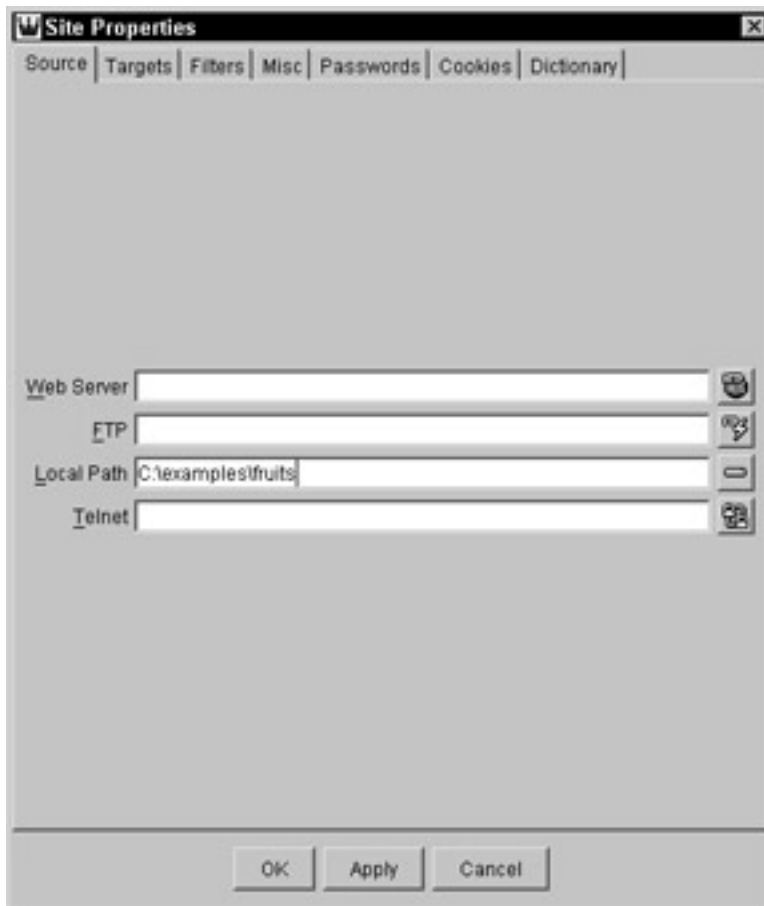 Site Properties
Source Targets Filters Misc Passwords Cookies Dictionary
Web Server
FTP
Local Path C:\examples\fruits
Telnet
OK Apply Cancel